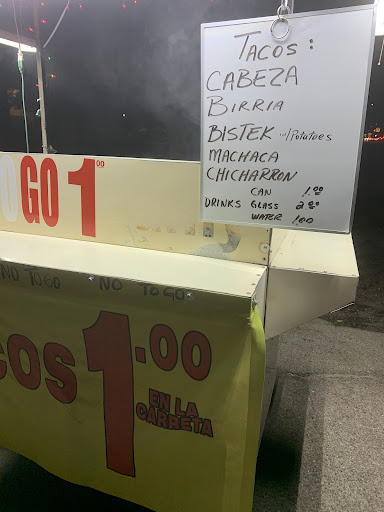 TACOS:
CABEZA
BIRRIA
BISTEK w/Potatoes
MACHACA
CHICHARRON
CAN 1.00
DRINKS GLASS 2.50
WATER 1.00
GO 1.00
NO TO GO NO TO GO
COS 1.00
EN LA
CARRETA